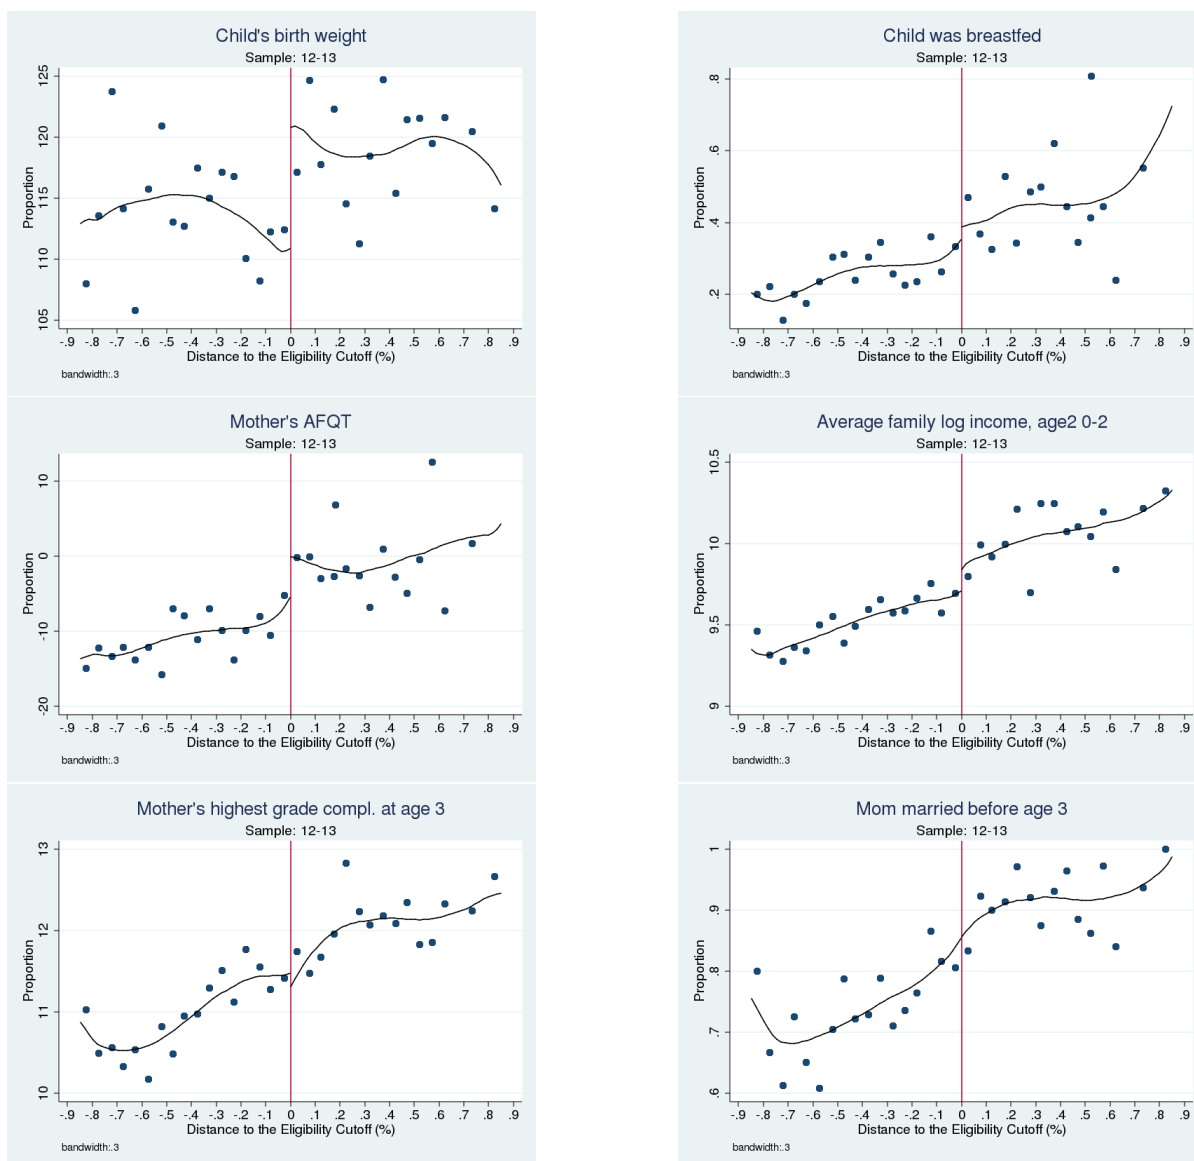 Child's birth weight
Sample: 12-13
Proportion
125
120
115
110
105
-.9 -.8 -.7 -.6 -.5 -.4 -.3 -.2 -.1 0 .1 .2 .3 .4 .5 .6 .7 .8 .9
Distance to the Eligibility Cutoff (%)
bandwidth:.3
Child was breastfed
Sample: 12-13
Proportion
.8
.6
.4
.2
-.9 -.8 -.7 -.6 -.5 -.4 -.3 -.2 -.1 0 .1 .2 .3 .4 .5 .6 .7 .8 .9
Distance to the Eligibility Cutoff (%)
bandwidth:.3
Mother's AFQT
Sample: 12-13
Proportion
10
0
-10
-20
-.9 -.8 -.7 -.6 -.5 -.4 -.3 -.2 -.1 0 .1 .2 .3 .4 .5 .6 .7 .8 .9
Distance to the Eligibility Cutoff (%)
bandwidth:.3
Average family log income, age2 0-2
Sample: 12-13
Proportion
10.5
10
9.5
9
-.9 -.8 -.7 -.6 -.5 -.4 -.3 -.2 -.1 0 .1 .2 .3 .4 .5 .6 .7 .8 .9
Distance to the Eligibility Cutoff (%)
bandwidth:.3
Mother's highest grade compl. at age 3
Sample: 12-13
Proportion
13
12
11
10
-.9 -.8 -.7 -.6 -.5 -.4 -.3 -.2 -.1 0 .1 .2 .3 .4 .5 .6 .7 .8 .9
Distance to the Eligibility Cutoff (%)
bandwidth:.3
Mom married before age 3
Sample: 12-13
Proportion
1
.9
.8
.7
.6
-.9 -.8 -.7 -.6 -.5 -.4 -.3 -.2 -.1 0 .1 .2 .3 .4 .5 .6 .7 .8 .9
Distance to the Eligibility Cutoff (%)
bandwidth:.3